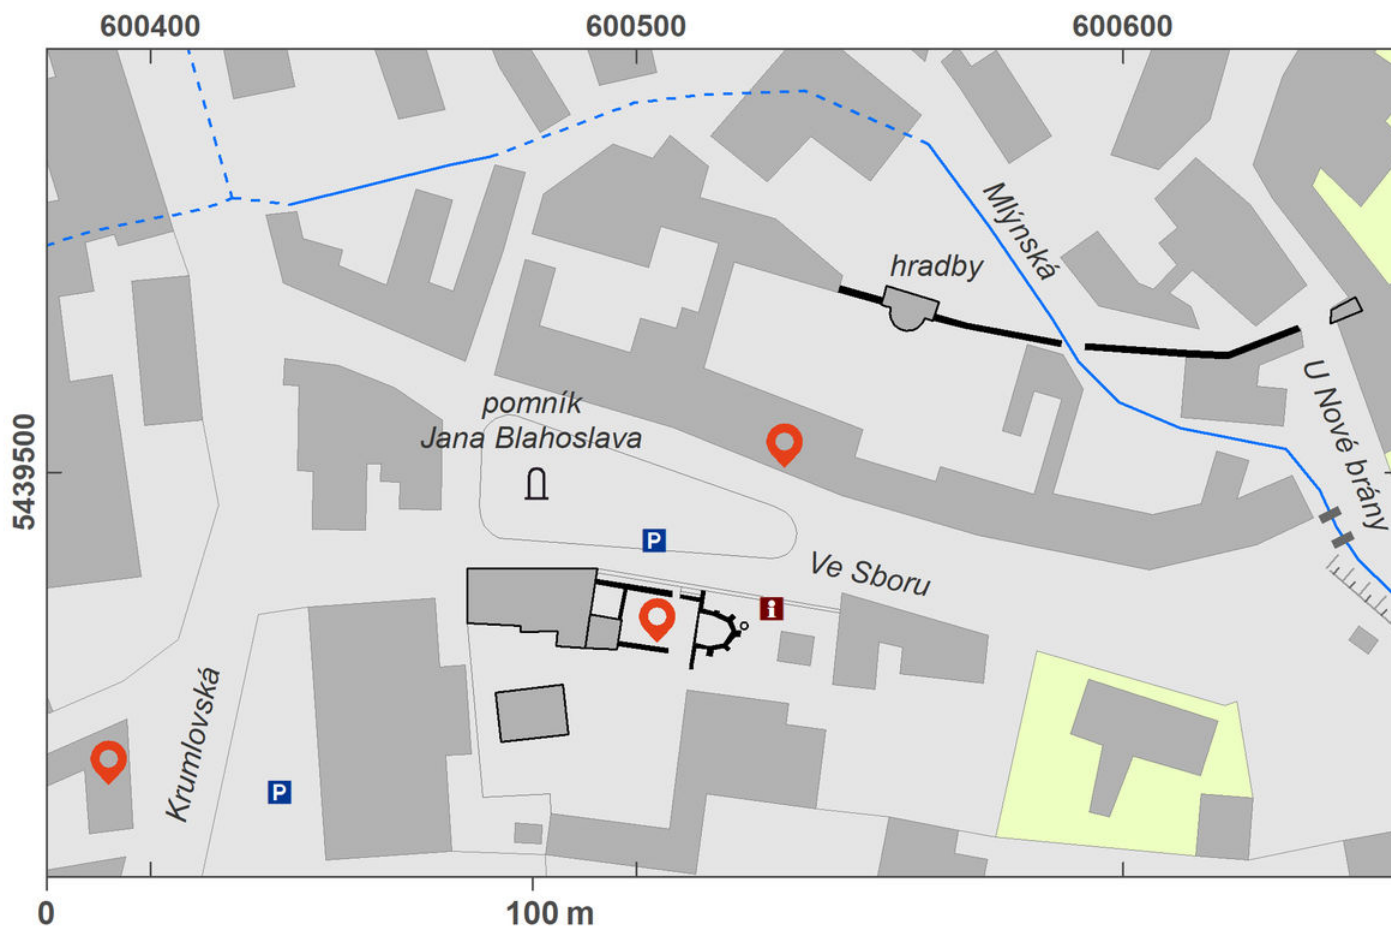 600400 600500 600600
Mlýnská
hradby
U Nové brány
pomník
Jana Blahoslava
5439500
P
Ve Sboru
i
Krumlovská
P
0 100 m